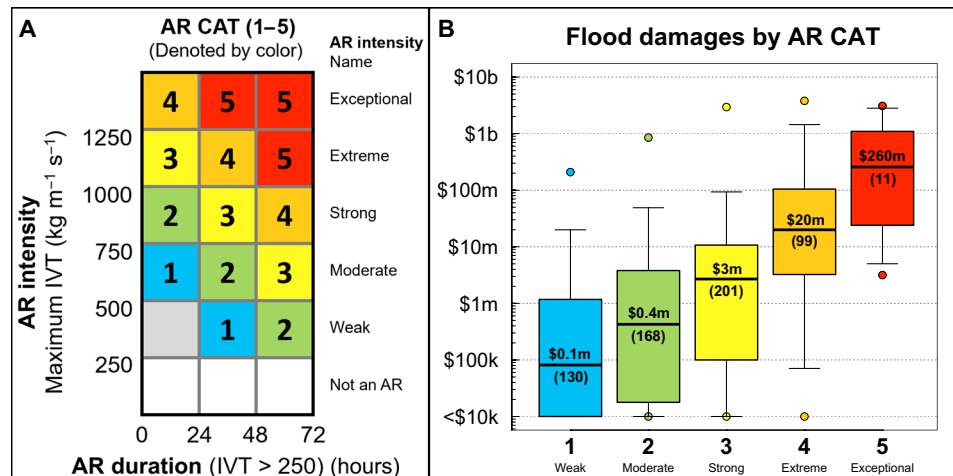 A
AR CAT (1–5)
(Denoted by color)
AR intensity
Name
4 5 5 Exceptional
1250
3 4 5 Extreme
1000
2 3 4 Strong
750
1 2 3 Moderate
500
1 2 Weak
250
Not an AR
0 24 48 72
AR duration (IVT > 250) (hours)
AR intensity
Maximum IVT (kg m⁻¹ s⁻¹)
B
Flood damages by AR CAT
$10b
$1b
$100m
$10m
$1m
$100k
<$10k
$0.1m
(130)
$0.4m
(168)
$3m
(201)
$20m
(99)
$260m
(11)
1 2 3 4 5
Weak Moderate Strong Extreme Exceptional